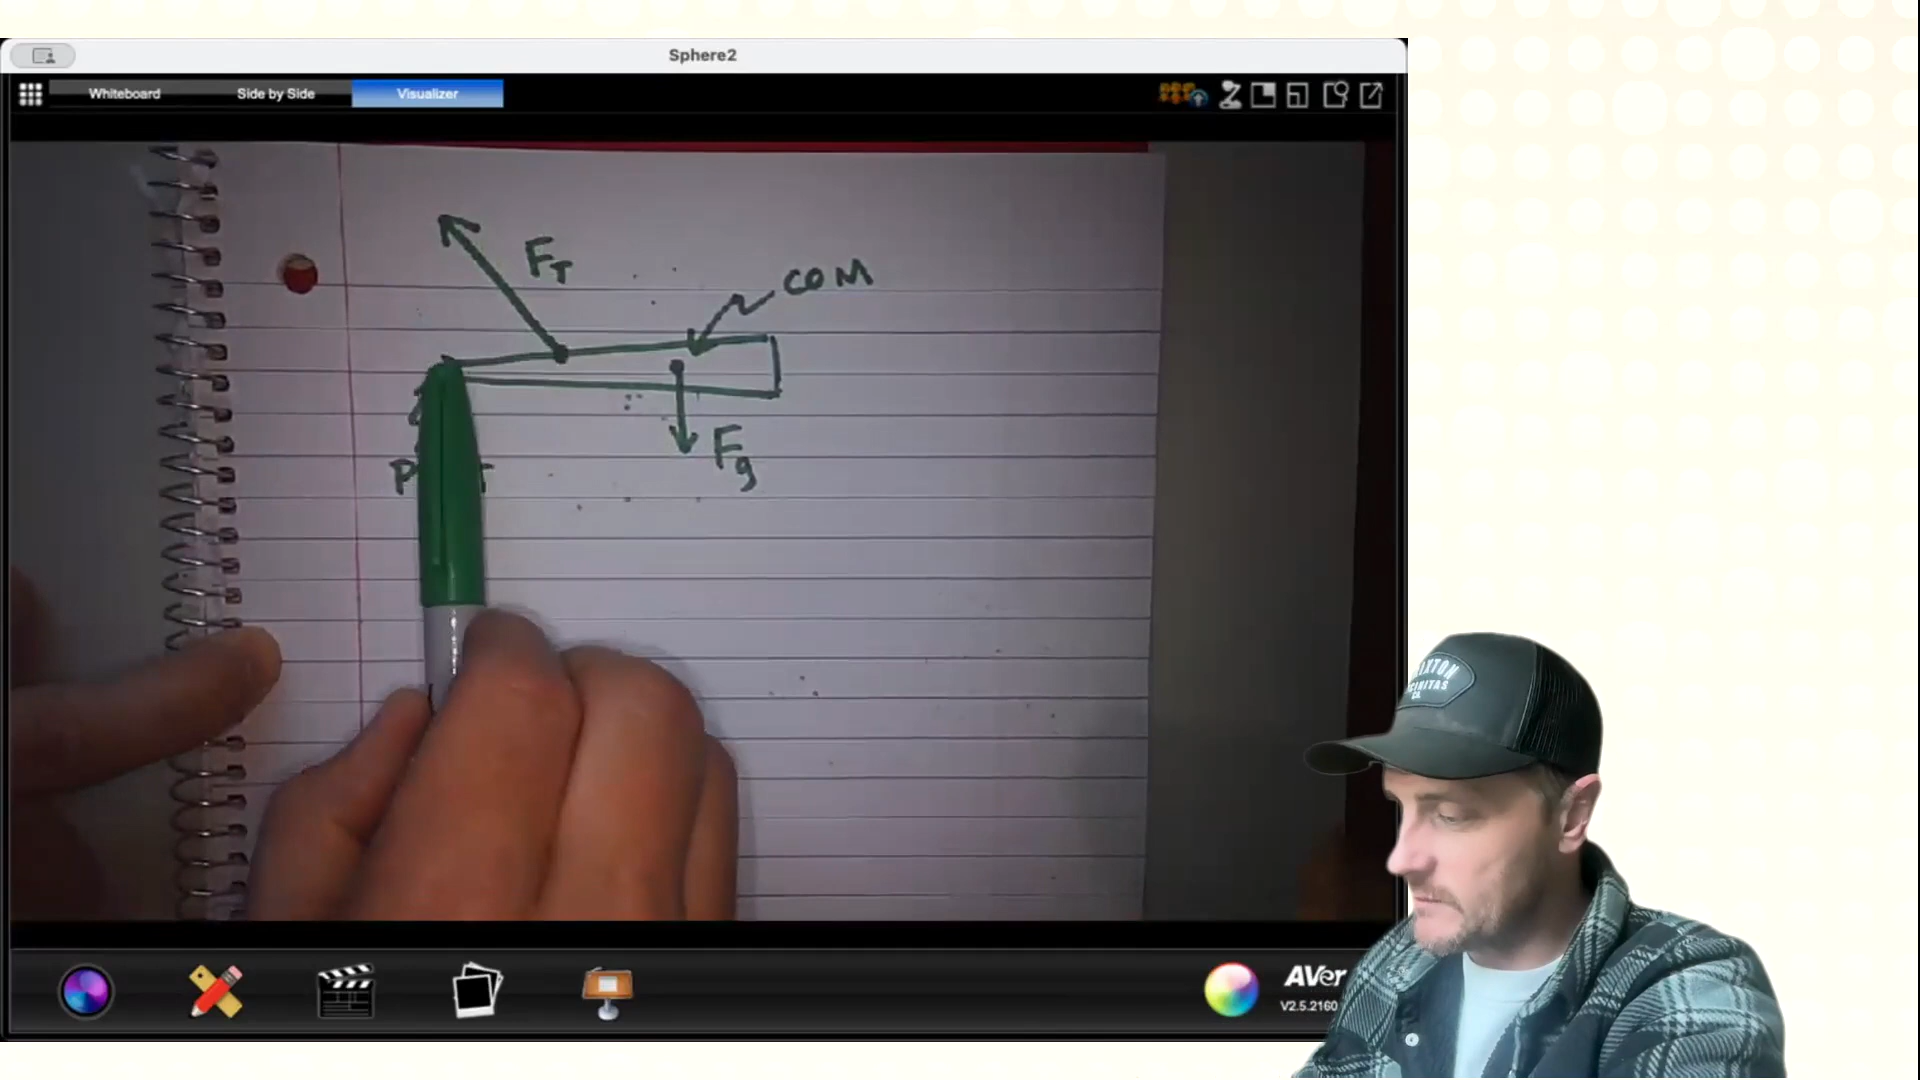 Sphere2
Whiteboard
Side by Side
Visualizer
F_T
COM
F_g
AVer
V2.5.2160